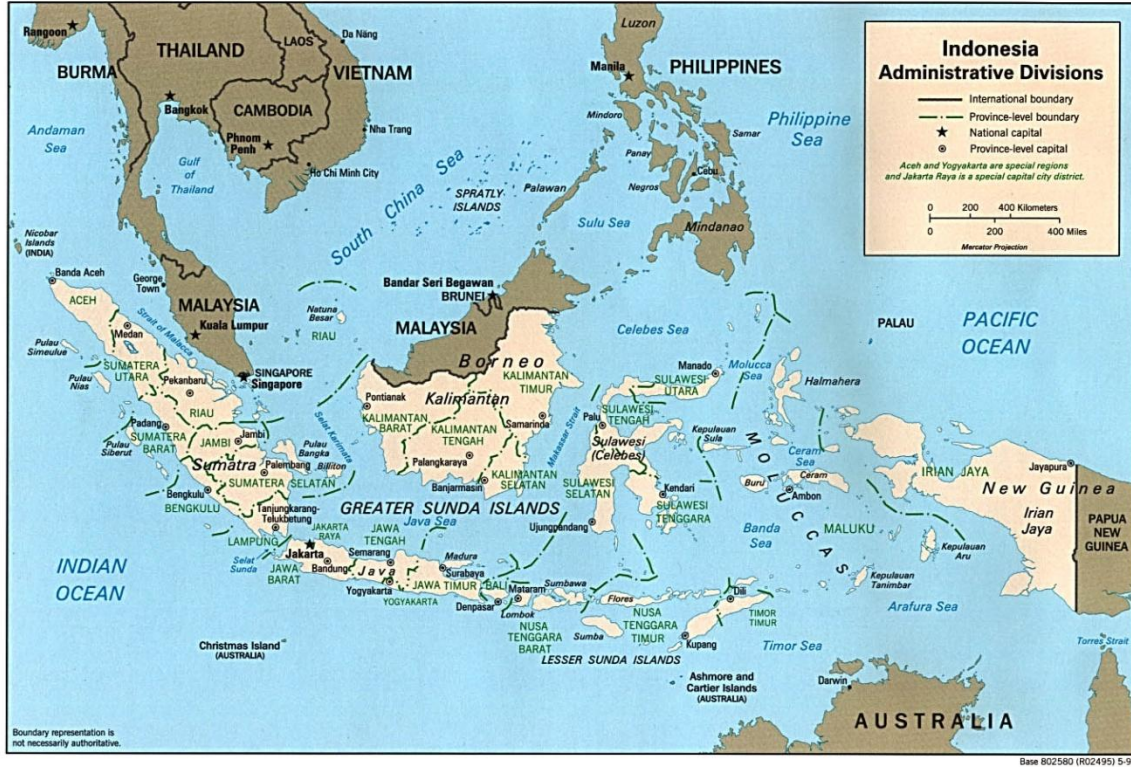 Indonesia
Administrative Divisions
International boundary
Province-level boundary
National capital
Province-level capital
Aceh and Yogyakarta are special regions
and Jakarta Raya is a special capital city district.
0 200 400 Kilometers
0 200 400 Miles
Mercator Projection
Rangoon
BURMA
THAILAND
LAOS
Da Nāng
VIETNAM
Bangkok
CAMBODIA
Phnom
Penh
Nha Trang
Ho Chi Minh City
Andaman
Sea
Gulf
of
Thailand
South China Sea
SPRATLY
ISLANDS
Luzon
Manila
PHILIPPINES
Philippine
Sea
Mindoro
Samar
Panay
Cebu
Negros
Palawan
Sulu Sea
Mindanao
Nicobar
Islands
(INDIA)
Banda Aceh
George
Town
MALAYSIA
Kuala Lumpur
Strait of Malacca
ACEH
Medan
Pulau
Simeulue
Pulau
Nias
SUMATERA
UTARA
SINGAPORE
Singapore
Natuna
Besar
RIAU
Bandar Seri Begawan
BRUNEI
MALAYSIA
Celebes Sea
PALAU
PACIFIC
OCEAN
Borneo
Kalimantan
KALIMANTAN
TIMUR
Pekanbaru
RIAU
Padang
SUMATERA
BARAT
Pulau
Siberut
JAMBI
Jambi
Sumatra
Palembang
SUMATERA SELATAN
Pulau
Bangka
Billiton
Selat Karimata
Bengkulu
BENGKULU
Tanjungkarang-
Telukbetung
LAMPUNG
Selat
Sunda
Pontianak
KALIMANTAN
BARAT
KALIMANTAN
TENGAH
Samarinda
Palangkaraya
Banjarmasin
KALIMANTAN
SELATAN
Makassar Strait
Manado
SULAWESI
UTARA
SULAWESI
TENGAH
Palu
Sulawesi
(Celebes)
SULAWESI
SELATAN
Kendari
SULAWESI
TENGGARA
Ujungpandang
Molucca
Sea
Halmahera
Kepulauan
Sula
MOLUCCAS
Ceram
Sea
Buru
Ceram
Ambon
Banda
Sea
MALUKU
IRIAN JAYA
Jayapura
New Guinea
Irian
Jaya
PAPUA
NEW
GUINEA
Kepulauan
Aru
Kepulauan
Tanimbar
Arafura Sea
Torres Strait
GREATER SUNDA ISLANDS
Java Sea
JAKARTA
RAYA
Jakarta
JAWA
BARAT
Bandung
JAWA
TENGAH
Semarang
Java
Yogyakarta
YOGYAKARTA
Madura
Surabaya
JAWA TIMUR
BALI
Denpasar
Mataram
Lombok
Sumbawa
NUSA
TENGGARA
BARAT
Flores
Sumba
NUSA
TENGGARA
TIMUR
LESSER SUNDA ISLANDS
Kupang
Dili
TIMOR
TIMUR
Timor Sea
INDIAN
OCEAN
Christmas Island
(AUSTRALIA)
Ashmore and
Cartier Islands
(AUSTRALIA)
Darwin
AUSTRALIA
Boundary representation is
not necessarily authoritative.
Base 802580 (R02495) 5-9